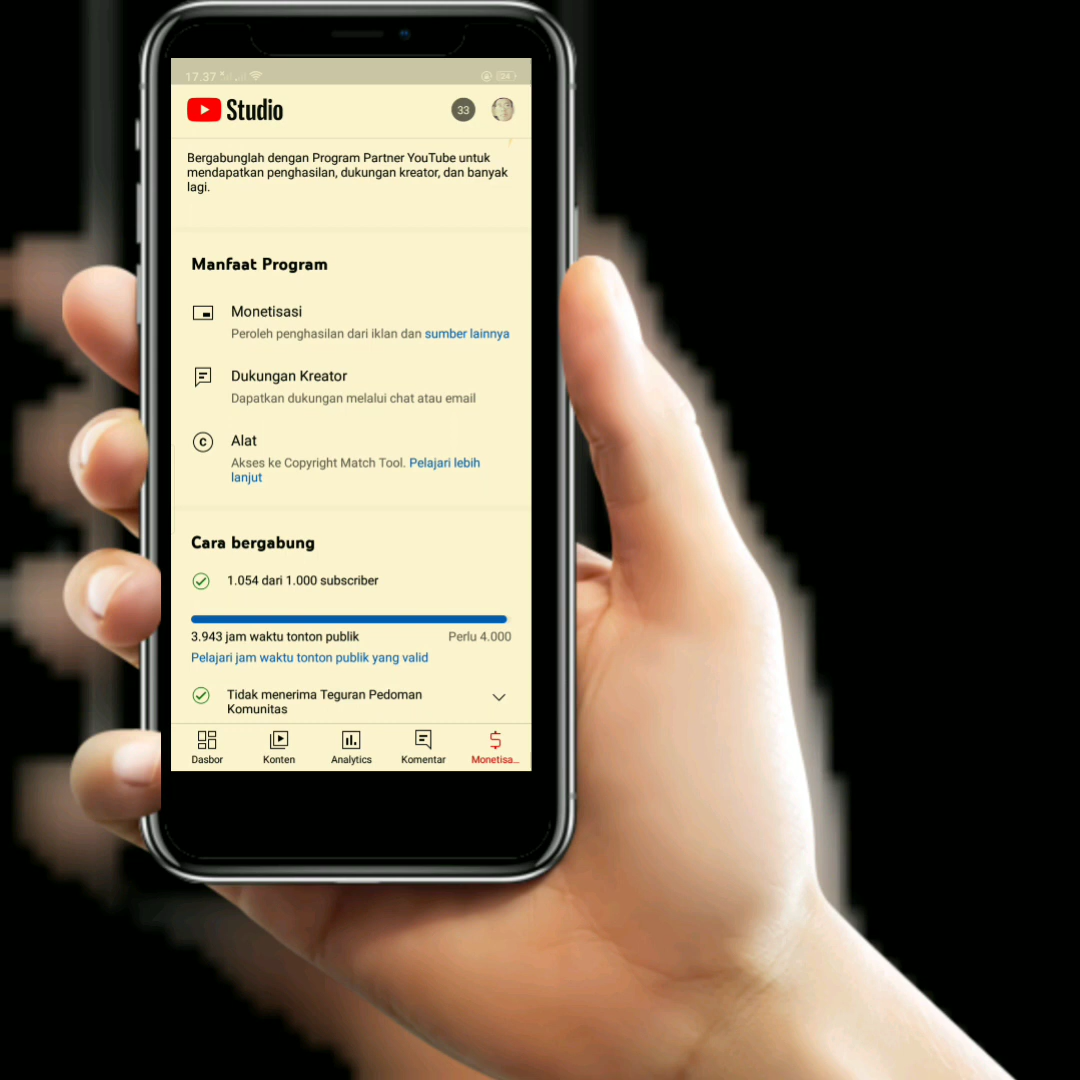 17.37
24
Studio
33
Bergabunglah dengan Program Partner YouTube untuk
mendapatkan penghasilan, dukungan kreator, dan banyak
lagi.
Manfaat Program
Monetisasi
Peroleh penghasilan dari iklan dan sumber lainnya
Dukungan Kreator
Dapatkan dukungan melalui chat atau email
Alat
Akses ke Copyright Match Tool. Pelajari lebih
lanjut
Cara bergabung
1.054 dari 1.000 subscriber
3.943 jam waktu tonton publik Perlu 4.000
Pelajari jam waktu tonton publik yang valid
Tidak menerima Teguran Pedoman
Komunitas
Dasbor Konten Analytics Komentar Monetisa...